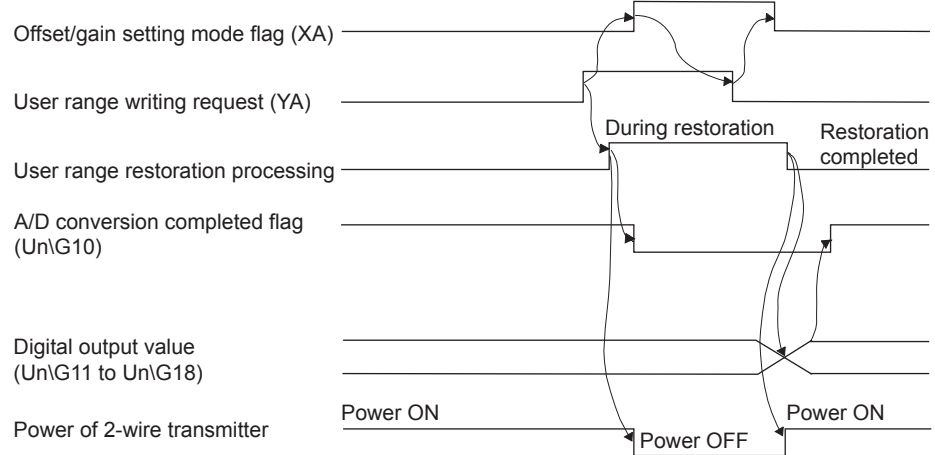 Offset/gain setting mode flag (XA)
User range writing request (YA)
During restoration
Restoration
completed
User range restoration processing
A/D conversion completed flag
(Un\G10)
Digital output value
(Un\G11 to Un\G18)
Power ON
Power ON
Power of 2-wire transmitter
Power OFF